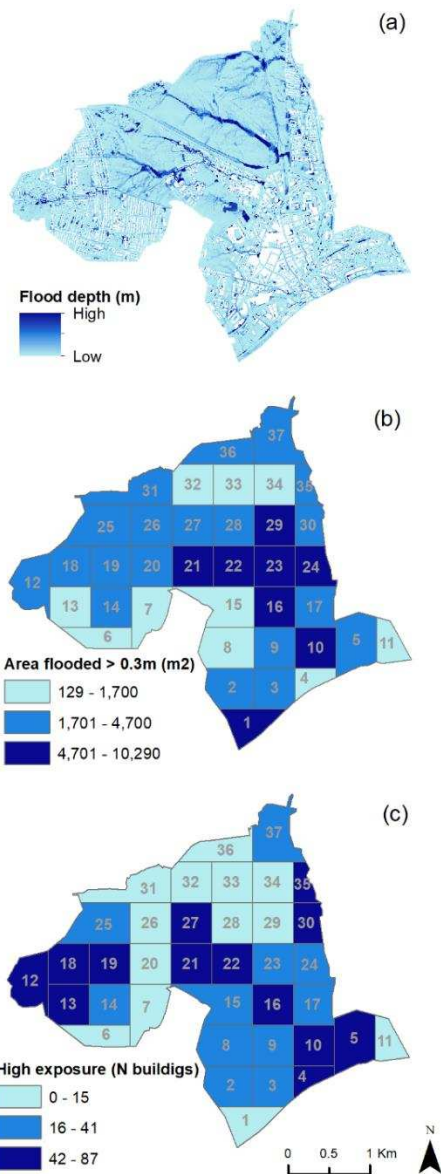 (a)
Flood depth (m)
High
Low
(b)
37
36
31 32 33 34 35
25 26 27 28 29 30
12 18 19 20 21 22 23 24
13 14 7 15 16 17
6 8 9 10 5 11
Area flooded > 0.3m (m2)
2 3 4
129 - 1,700
1,701 - 4,700
1
4,701 - 10,290
(c)
37
36
31 32 33 34 35
25 26 27 28 29 30
12 18 19 20 21 22 23 24
13 14 7 15 16 17
6 8 9 10 5 11
High exposure (N buildigs)
2 3 4
0 - 15
16 - 41
1
42 - 87
N
0 0.5 1 Km